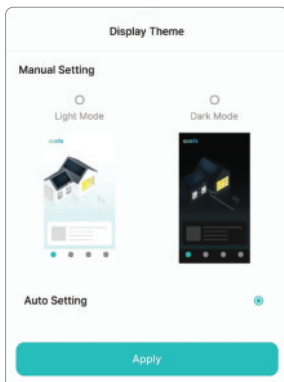 Display Theme
Manual Setting
Light Mode
Dark Mode
Auto Setting
Apply